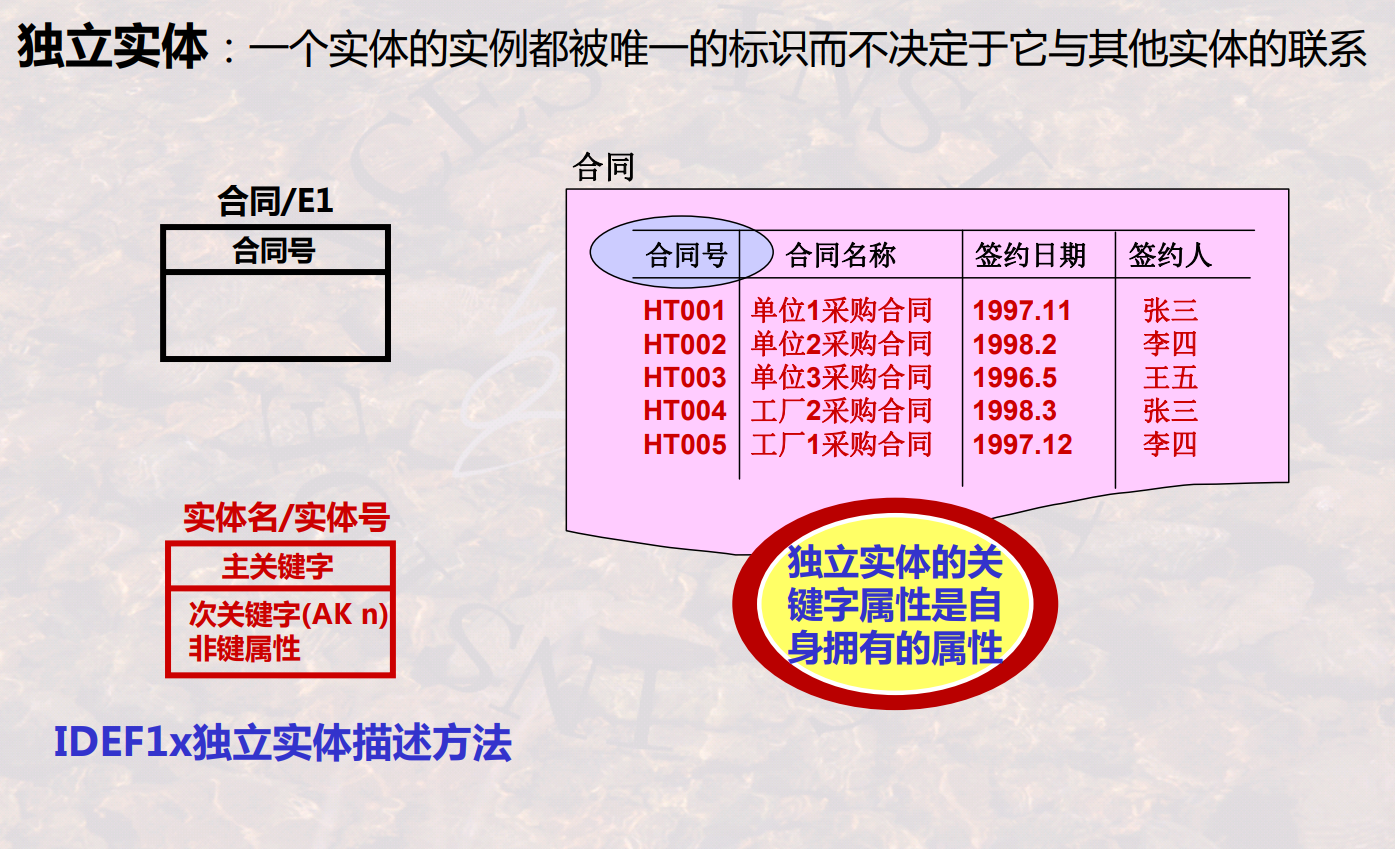 独立实体：一个实体的实例都被唯一的标识而不决定于它与其他实体的联系
合同/E1
合同号
合同
合同号 合同名称 签约日期 签约人
HT001 单位1采购合同 1997.11 张三
HT002 单位2采购合同 1998.2 李四
HT003 单位3采购合同 1996.5 王五
HT004 工厂2采购合同 1998.3 张三
HT005 工厂1采购合同 1997.12 李四
实体名/实体号
主关键字
次关键字(AK n)
非键属性
独立实体的关
键字属性是自
身拥有的属性
IDEF1x独立实体描述方法